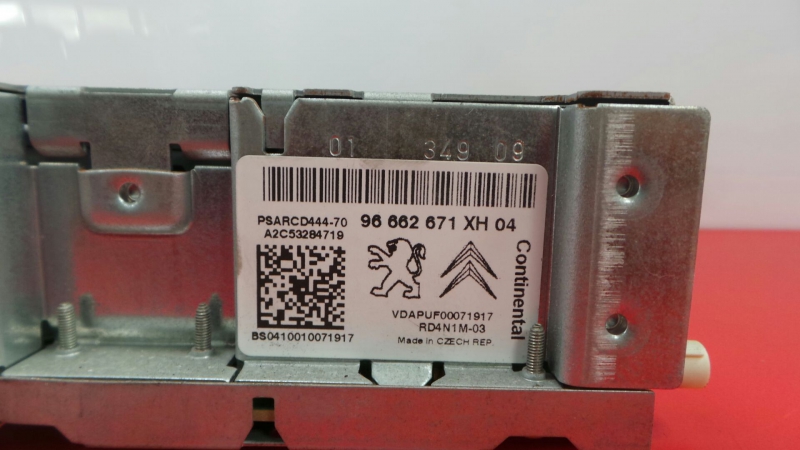 01 349 09
PSARCD444-70 96 662 671 XH 04
A2C53284719
Continental
VDAPUF00071917
RD4N1M-03
BS0410010071917 Made in CZECH REP.